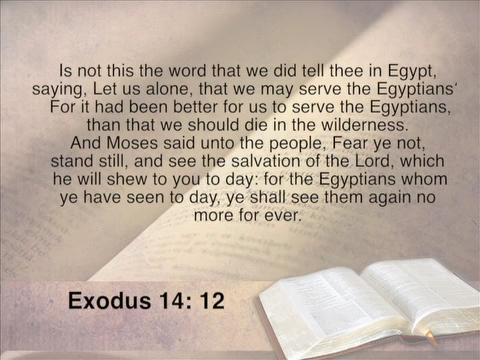 Is not this the word that we did tell thee in Egypt,
saying, Let us alone, that we may serve the Egyptians'
For it had been better for us to serve the Egyptians,
than that we should die in the wilderness.
And Moses said unto the people, Fear ye not,
stand still, and see the salvation of the Lord, which
he will shew to you to day: for the Egyptians whom
ye have seen to day, ye shall see them again no
more for ever.
Exodus 14: 12